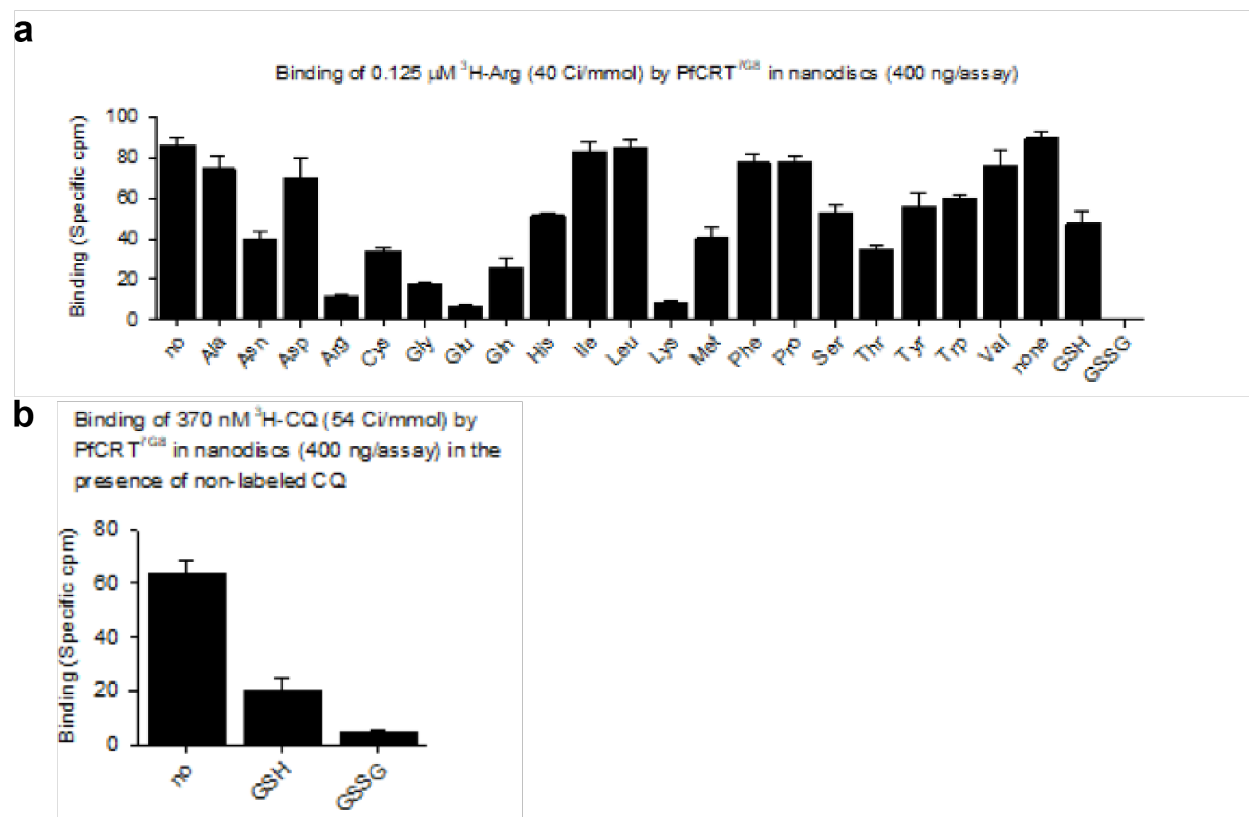 a
Binding of 0.125 µM ³H-Arg (40 Ci/mmol) by PfCRT⁷ᴳ⁸ in nanodiscs (400 ng/assay)
Binding (Specific cpm)
100
80
60
40
20
0
no Ala Asn Asp Arg Cys Gly Glu Gln His Ile Leu Lys Met Phe Pro Ser Thr Tyr Trp Val none GSH GSSG
b
Binding of 370 nM ³H-CQ (54 Ci/mmol) by
PfCRT⁷ᴳ⁸ in nanodiscs (400 ng/assay) in the
presence of non-labeled CQ
Binding (Specific cpm)
80
60
40
20
0
no GSH GSSG